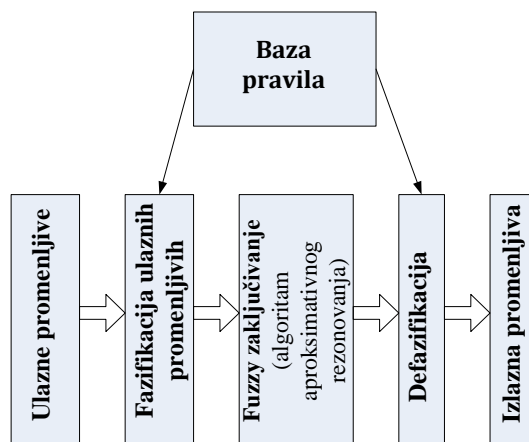 Baza
pravila
Ulazne promenljive
Fazifikacija ulaznih
promenljivih
Fuzzy zaključivanje
(algoritam
aproksimativnog
rezonovanja)
Defazifikacija
Izlazna promenljiva